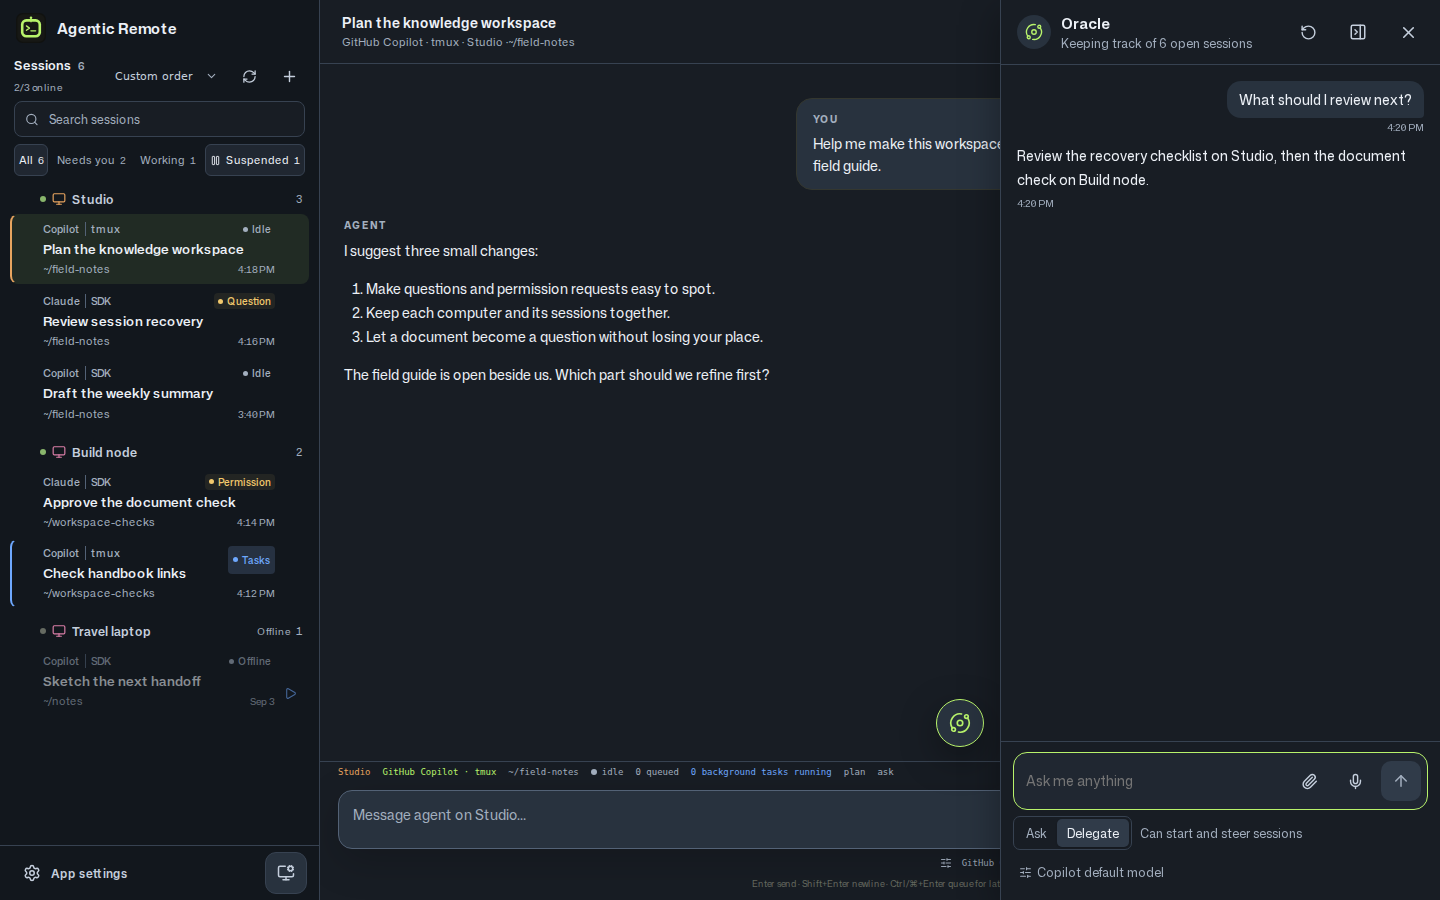 Agentic Remote
Sessions 6
2/3 online
Custom order
Search sessions
All 6
Needs you 2
Working 1
Suspended 1
Studio 3
Copilot | tmux Idle
Plan the knowledge workspace
~/field-notes 4:18 PM
Claude | SDK Question
Review session recovery
~/field-notes 4:16 PM
Copilot | SDK Idle
Draft the weekly summary
~/field-notes 3:40 PM
Build node 2
Claude | SDK Permission
Approve the document check
~/workspace-checks 4:14 PM
Copilot | tmux Tasks
Check handbook links
~/workspace-checks 4:12 PM
Travel laptop Offline 1
Copilot | SDK Offline
Sketch the next handoff
~/notes Sep 3
App settings
Plan the knowledge workspace
GitHub Copilot · tmux · Studio · ~/field-notes
YOU
Help me make this workspace
field guide.
AGENT
I suggest three small changes:
1. Make questions and permission requests easy to spot.
2. Keep each computer and its sessions together.
3. Let a document become a question without losing your place.
The field guide is open beside us. Which part should we refine first?
Studio GitHub Copilot · tmux ~/field-notes idle 0 queued 0 background tasks running plan ask
Message agent on Studio...
GitHub
Enter send · Shift+Enter newline · Ctrl/⌘+Enter queue for lat
Oracle
Keeping track of 6 open sessions
What should I review next?
4:20 PM
Review the recovery checklist on Studio, then the document
check on Build node.
4:20 PM
Ask me anything
Ask
Delegate
Can start and steer sessions
Copilot default model